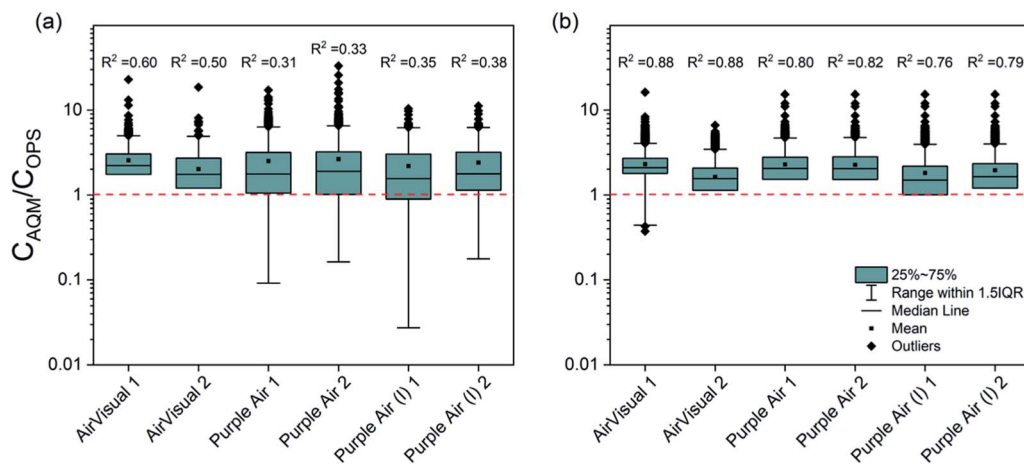 (a)
R² =0.60
R² =0.50
R² =0.31
R² =0.33
R² =0.35
R² =0.38
C_AQM/C_OPS
10
1
0.1
0.01
AirVisual 1
AirVisual 2
Purple Air 1
Purple Air 2
Purple Air (I) 1
Purple Air (I) 2
(b)
R² =0.88
R² =0.88
R² =0.80
R² =0.82
R² =0.76
R² =0.79
10
1
0.1
0.01
25%~75%
Range within 1.5IQR
Median Line
Mean
Outliers
AirVisual 1
AirVisual 2
Purple Air 1
Purple Air 2
Purple Air (I) 1
Purple Air (I) 2